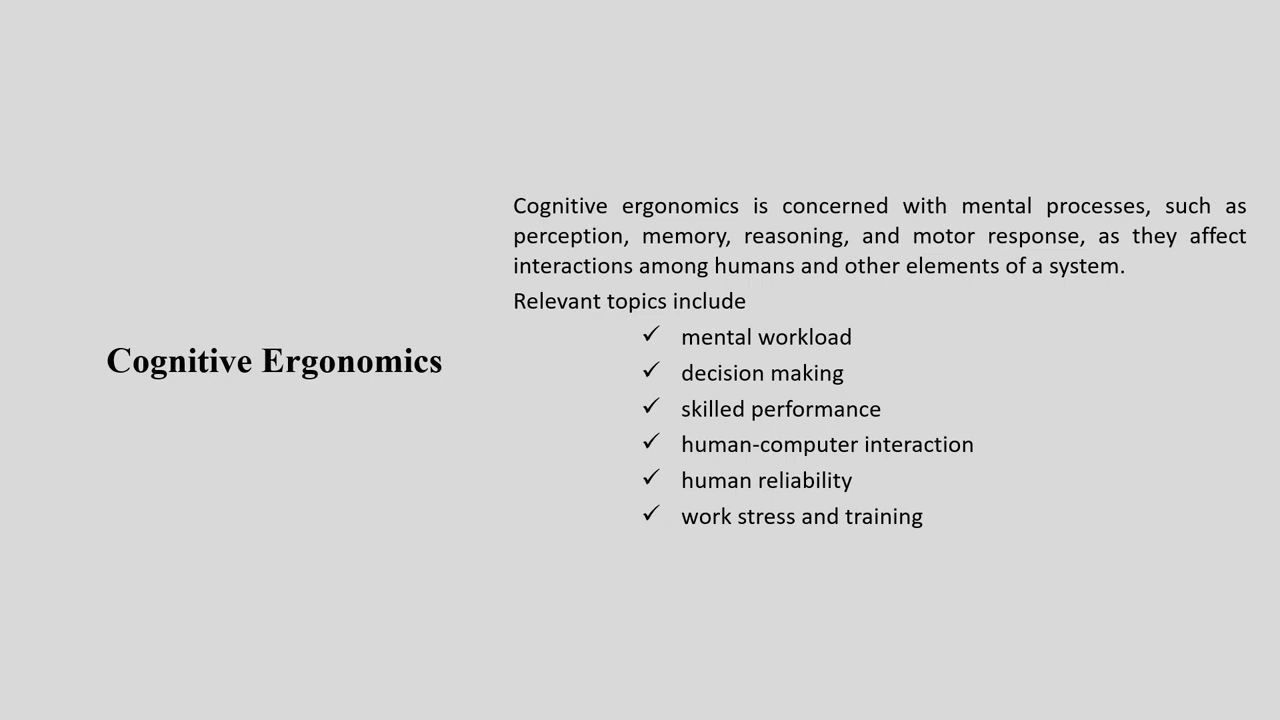 Cognitive Ergonomics
Cognitive ergonomics is concerned with mental processes, such as
perception, memory, reasoning, and motor response, as they affect
interactions among humans and other elements of a system.
Relevant topics include
✓ mental workload
✓ decision making
✓ skilled performance
✓ human-computer interaction
✓ human reliability
✓ work stress and training